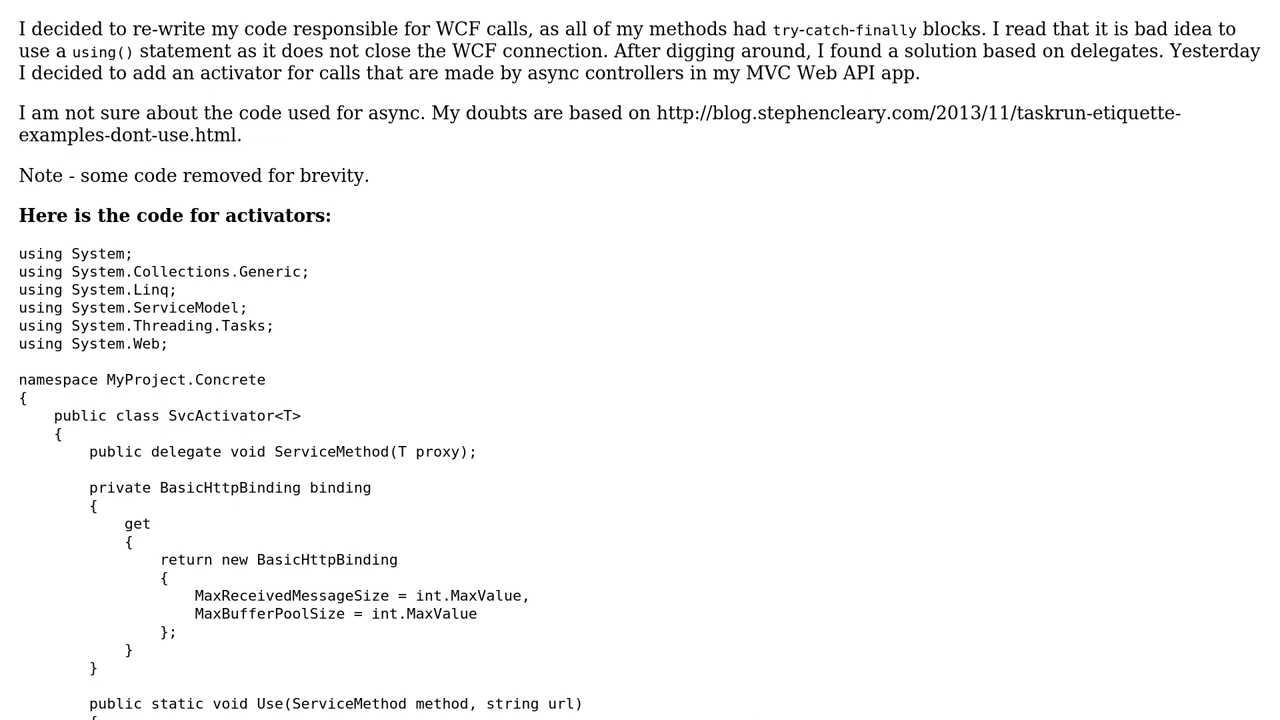 I decided to re-write my code responsible for WCF calls, as all of my methods had try-catch-finally blocks. I read that it is bad idea to
use a using() statement as it does not close the WCF connection. After digging around, I found a solution based on delegates. Yesterday
I decided to add an activator for calls that are made by async controllers in my MVC Web API app.
I am not sure about the code used for async. My doubts are based on http://blog.stephencleary.com/2013/11/taskrun-etiquette-
examples-dont-use.html.
Note - some code removed for brevity.
Here is the code for activators:
using System;
using System.Collections.Generic;
using System.Linq;
using System.ServiceModel;
using System.Threading.Tasks;
using System.Web;
namespace MyProject.Concrete
{
    public class SvcActivator<T>
    {
        public delegate void ServiceMethod(T proxy);
        private BasicHttpBinding binding
        {
            get
            {
                return new BasicHttpBinding
                {
                    MaxReceivedMessageSize = int.MaxValue,
                    MaxBufferPoolSize = int.MaxValue
                };
            }
        }
        public static void Use(ServiceMethod method, string url)
        {